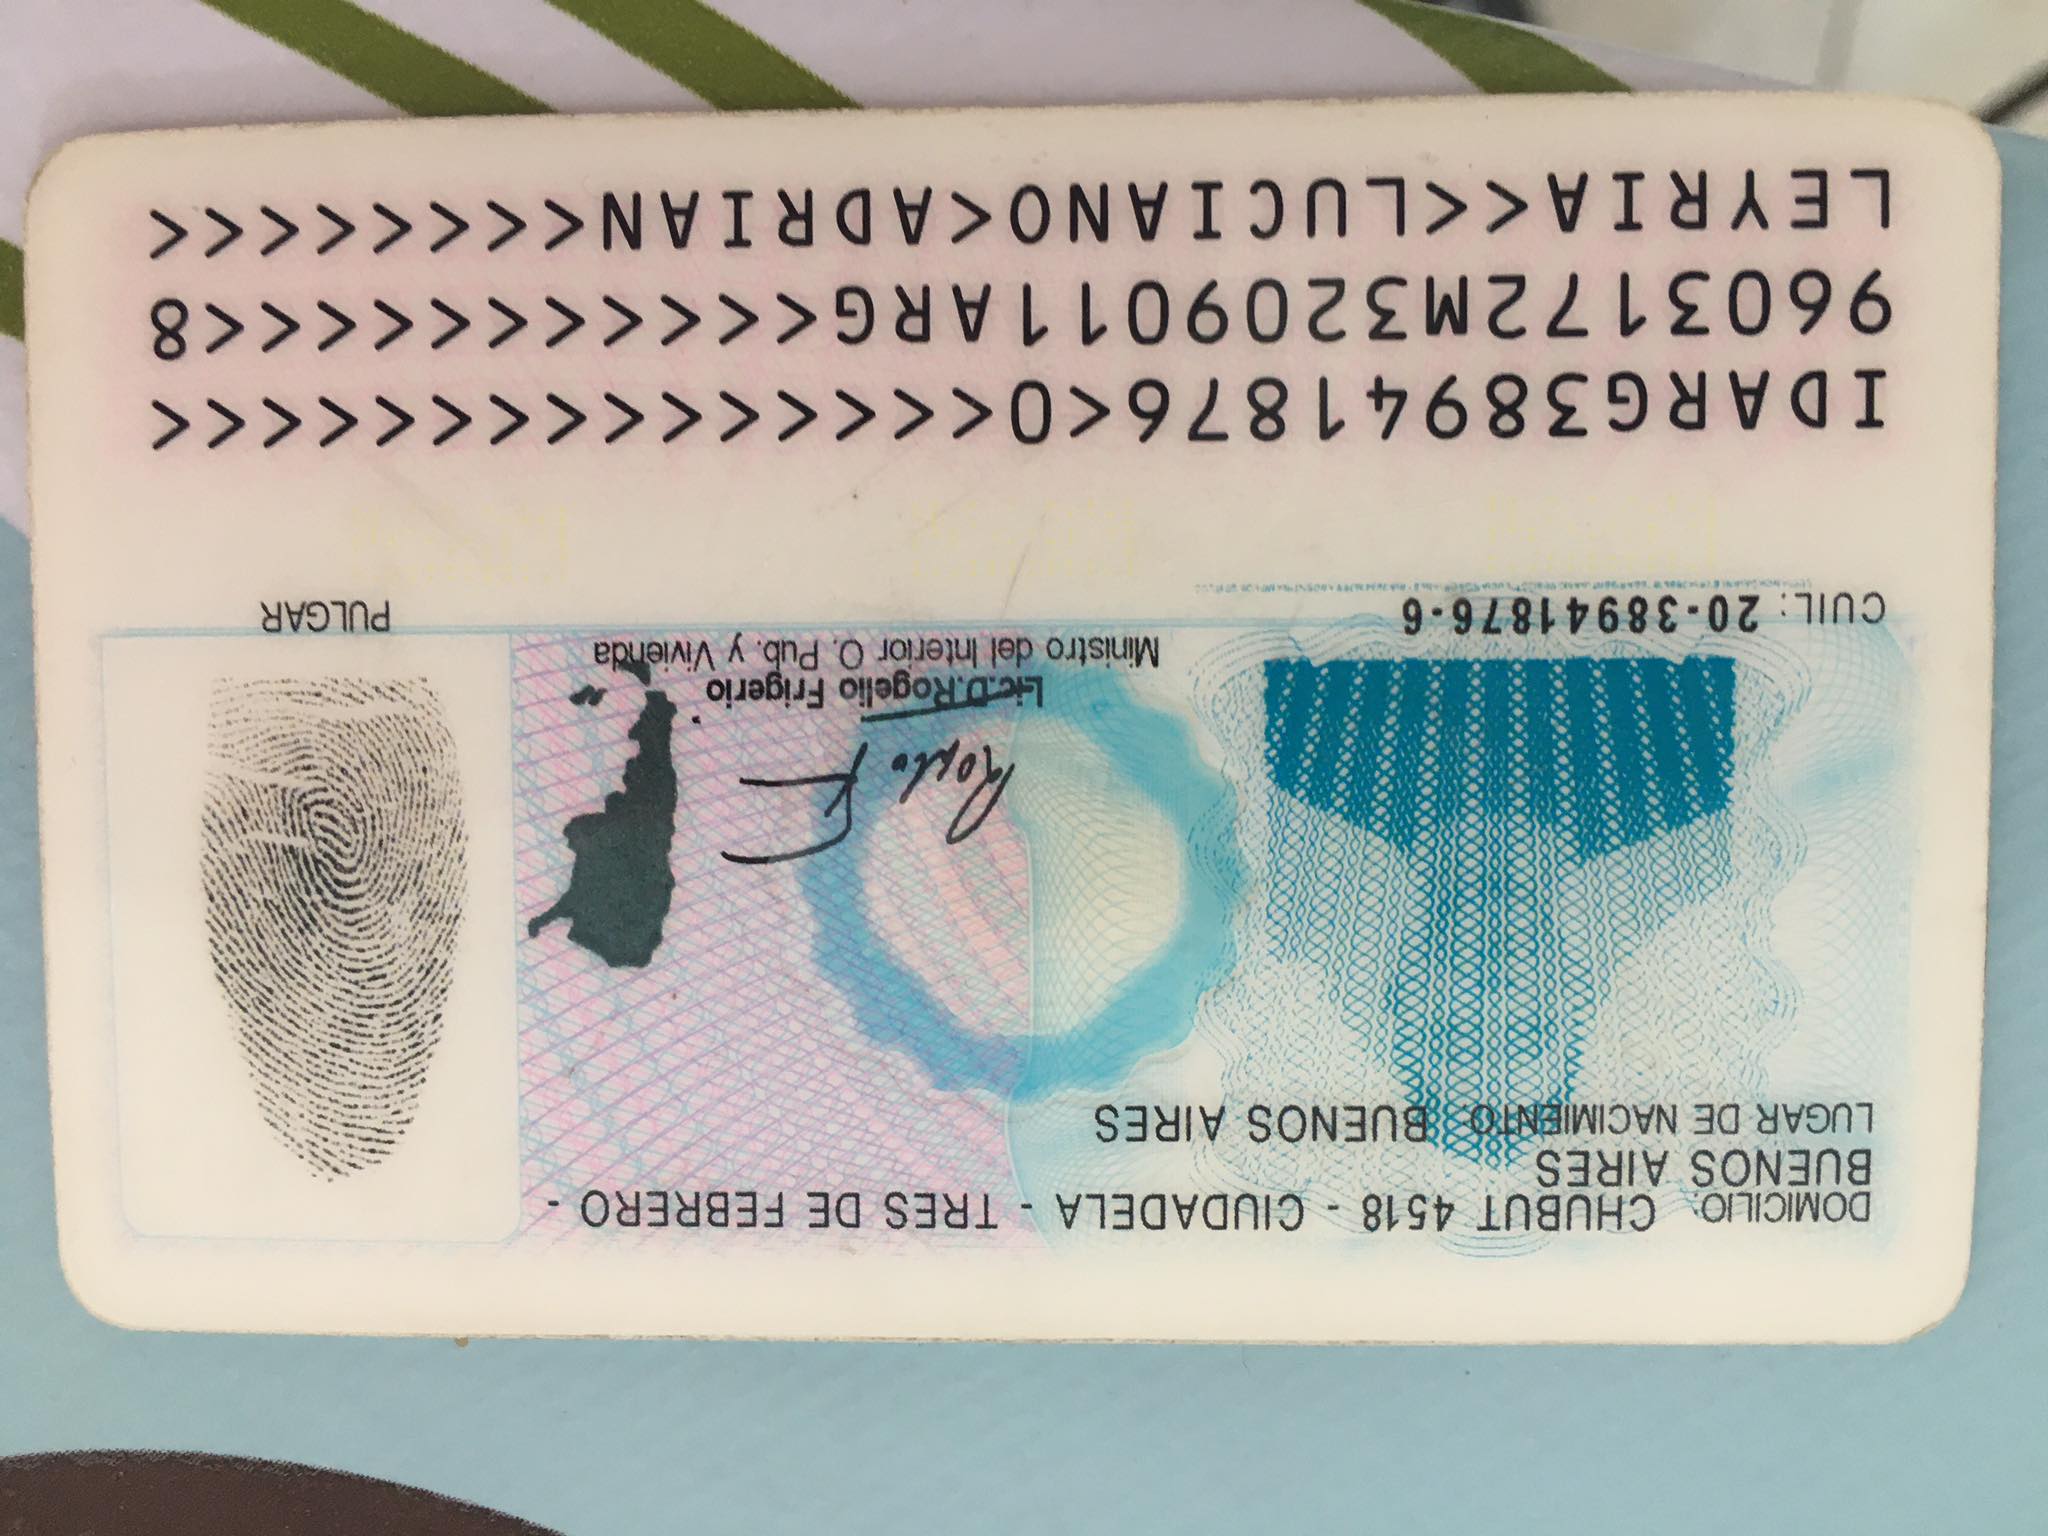 DOMICILIO: CHUBUT 4518 - CIUDADELA - TRES DE FEBRERO -
BUENOS AIRES
LUGAR DE NACIMIENTO: BUENOS AIRES
Lic.D.Rogelio Frigerio
Ministro del Interior O. Pub. y Vivienda
CUIL: 20-38941876-6
PULGAR
IDARG38941876<0<<<<<<<<<<<<<<<
9603172M3209011ARG<<<<<<<<<<<8
LEYRIA<<LUCIANO<ADRIAN<<<<<<<<